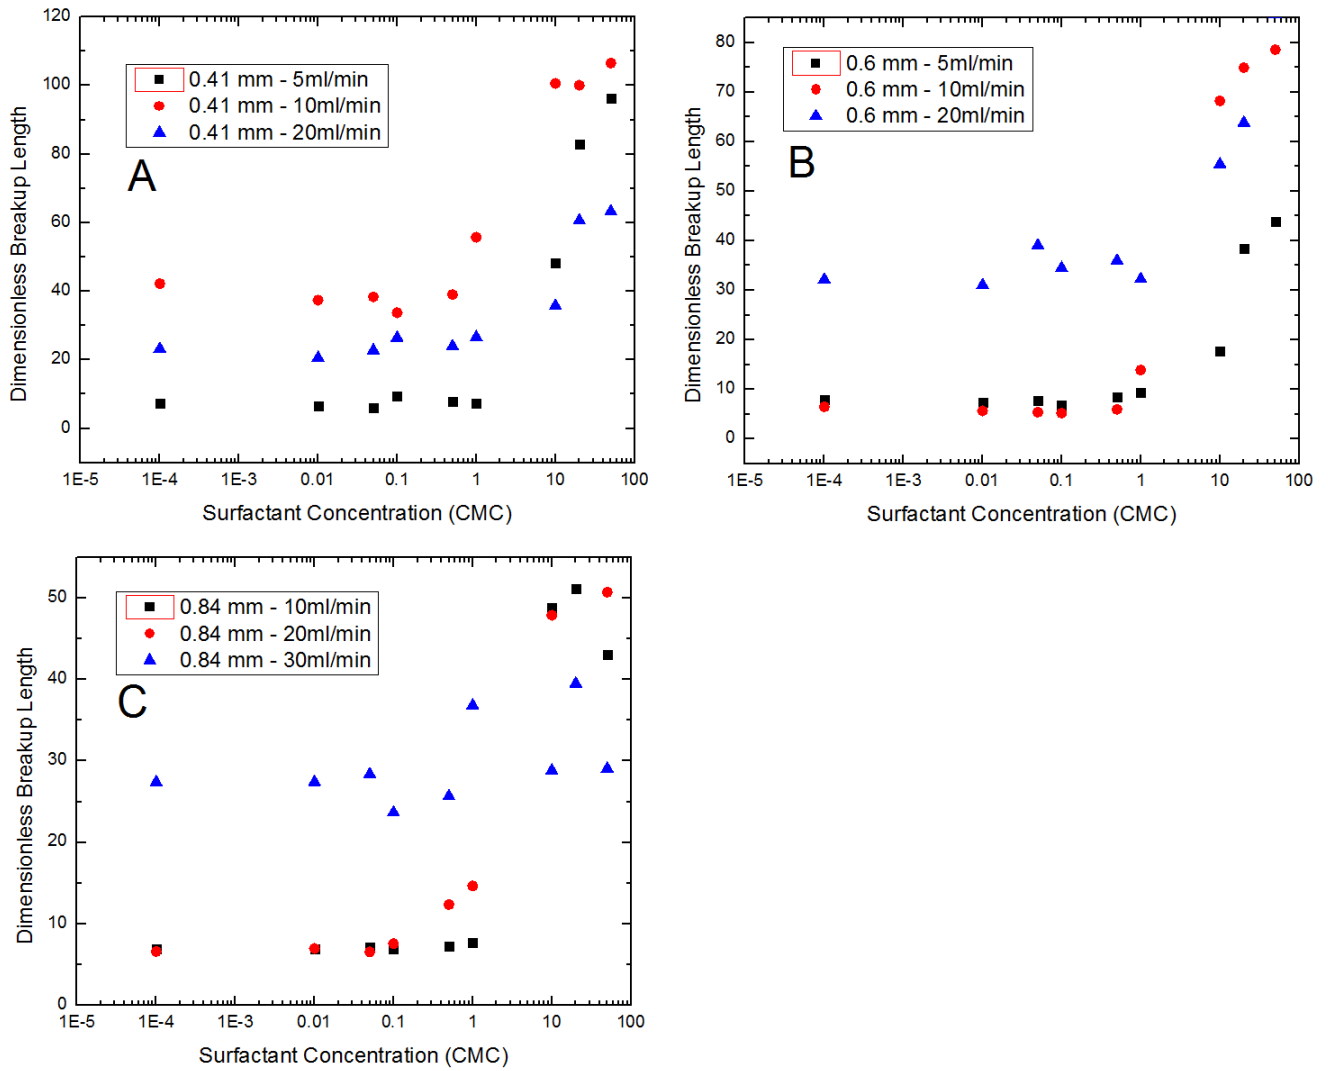 120
100
80
60
40
20
0
Dimensionless Breakup Length
0.41 mm - 5ml/min
0.41 mm - 10ml/min
0.41 mm - 20ml/min
A
1E-5 1E-4 1E-3 0.01 0.1 1 10 100
Surfactant Concentration (CMC)
80
70
60
50
40
30
20
10
0
Dimensionless Breakup Length
0.6 mm - 5ml/min
0.6 mm - 10ml/min
0.6 mm - 20ml/min
B
1E-5 1E-4 1E-3 0.01 0.1 1 10 100
Surfactant Concentration (CMC)
50
40
30
20
10
0
Dimensionless Breakup Length
0.84 mm - 10ml/min
0.84 mm - 20ml/min
0.84 mm - 30ml/min
C
1E-5 1E-4 1E-3 0.01 0.1 1 10 100
Surfactant Concentration (CMC)